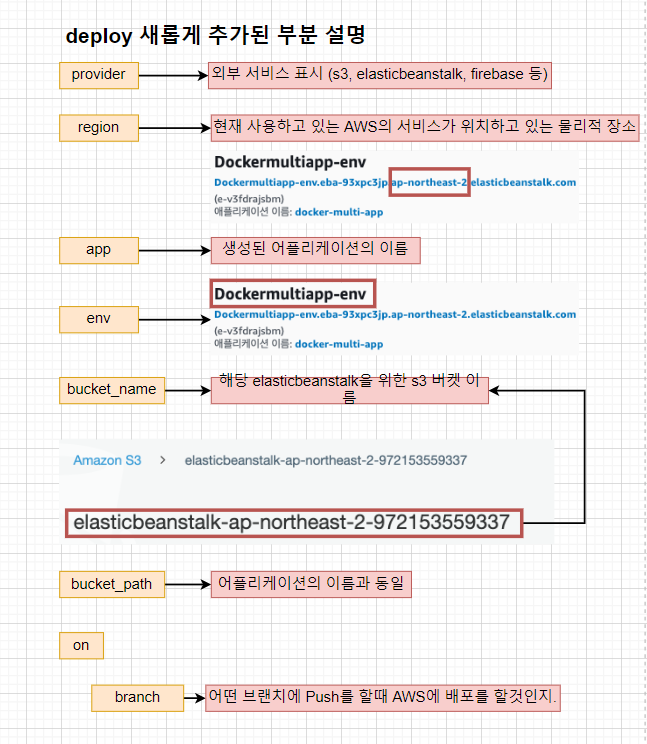 deploy 새롭게 추가된 부분 설명
provider
외부 서비스 표시 (s3, elasticbeanstalk, firebase 등)
region
현재 사용하고 있는 AWS의 서비스가 위치하고 있는 물리적 장소
Dockermultiapp-env
Dockermultiapp-env.eba-93xpc3jp.ap-northeast-2.elasticbeanstalk.com
(e-v3fdrajsbm)
애플리케이션 이름: docker-multi-app
app
생성된 어플리케이션의 이름
env
Dockermultiapp-env
Dockermultiapp-env.eba-93xpc3jp.ap-northeast-2.elasticbeanstalk.com
(e-v3fdrajsbm)
애플리케이션 이름: docker-multi-app
bucket_name
해당 elasticbeanstalk을 위한 s3 버켓 이
름
Amazon S3 > elasticbeanstalk-ap-northeast-2-972153559337
elasticbeanstalk-ap-northeast-2-972153559337
bucket_path
어플리케이션의 이름과 동일
on
branch
어떤 브랜치에 Push를 할때 AWS에 배포를 할것인지.